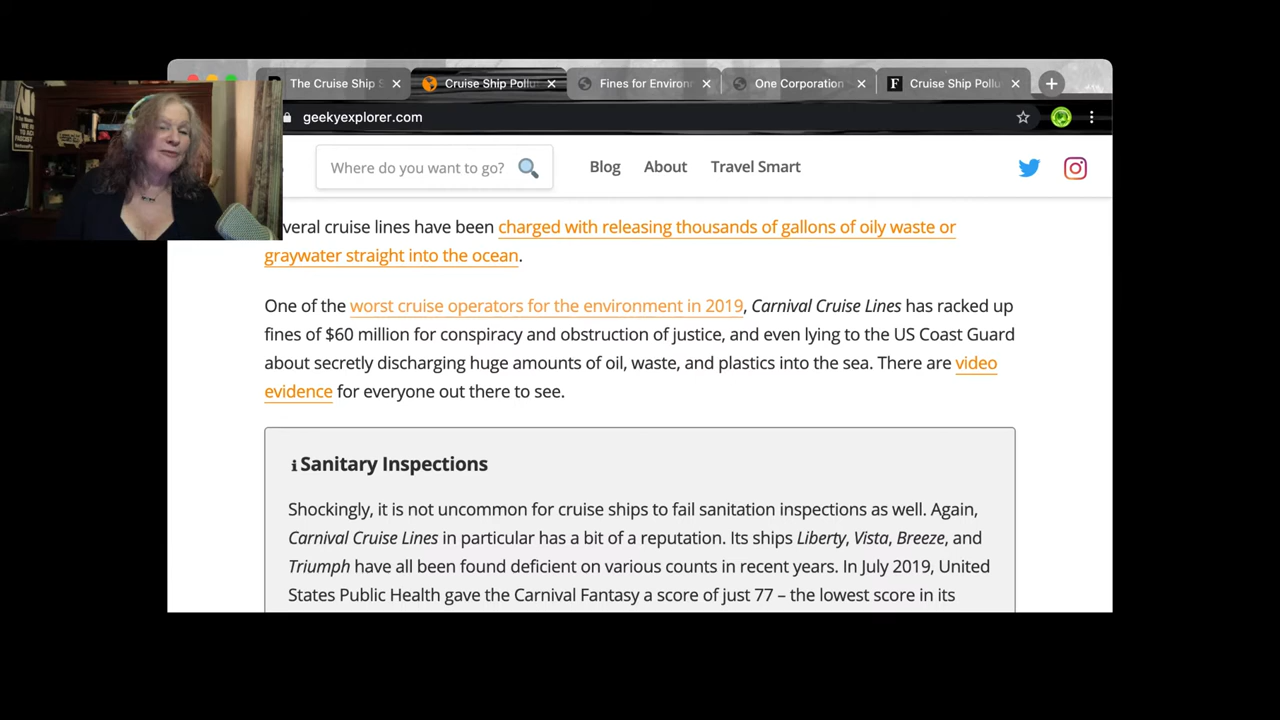 The Cruise Ship S
Cruise Ship Pollu
Fines for Environ
One Corporation
Cruise Ship Pollu
geekyexplorer.com
Where do you want to go?
Blog
About
Travel Smart
veral cruise lines have been charged with releasing thousands of gallons of oily waste or
graywater straight into the ocean.
One of the worst cruise operators for the environment in 2019, Carnival Cruise Lines has racked up
fines of $60 million for conspiracy and obstruction of justice, and even lying to the US Coast Guard
about secretly discharging huge amounts of oil, waste, and plastics into the sea. There are video
evidence for everyone out there to see.
Sanitary Inspections
Shockingly, it is not uncommon for cruise ships to fail sanitation inspections as well. Again,
Carnival Cruise Lines in particular has a bit of a reputation. Its ships Liberty, Vista, Breeze, and
Triumph have all been found deficient on various counts in recent years. In July 2019, United
States Public Health gave the Carnival Fantasy a score of just 77 – the lowest score in its